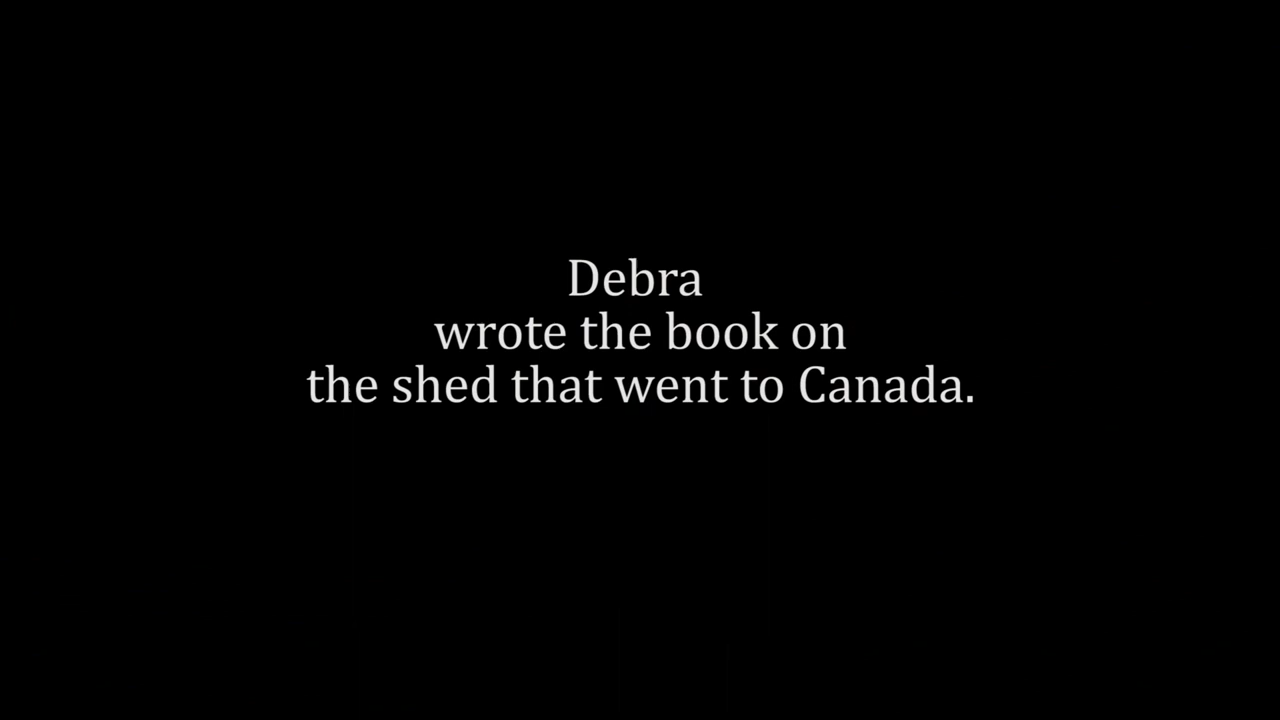 Debra
wrote the book on
the shed that went to Canada.